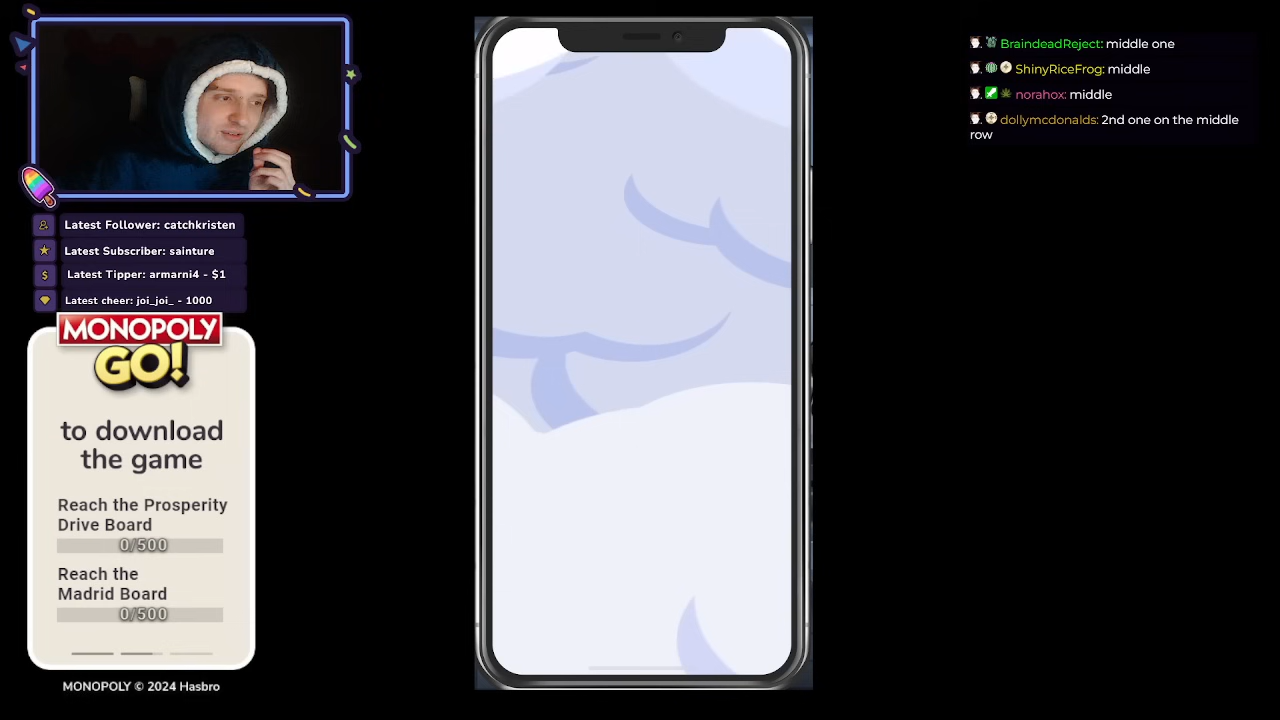 Latest Follower: catchkristen
Latest Subscriber: sainture
$ Latest Tipper: armarni4 - $1
Latest cheer: joi_joi_ - 1000
MONOPOLY
GO!
to download
the game
Reach the Prosperity
Drive Board
0/500
Reach the
Madrid Board
0/500
MONOPOLY © 2024 Hasbro
BraindeadReject: middle one
ShinyRiceFrog: middle
norahox: middle
dollymcdonalds: 2nd one on the middle
row